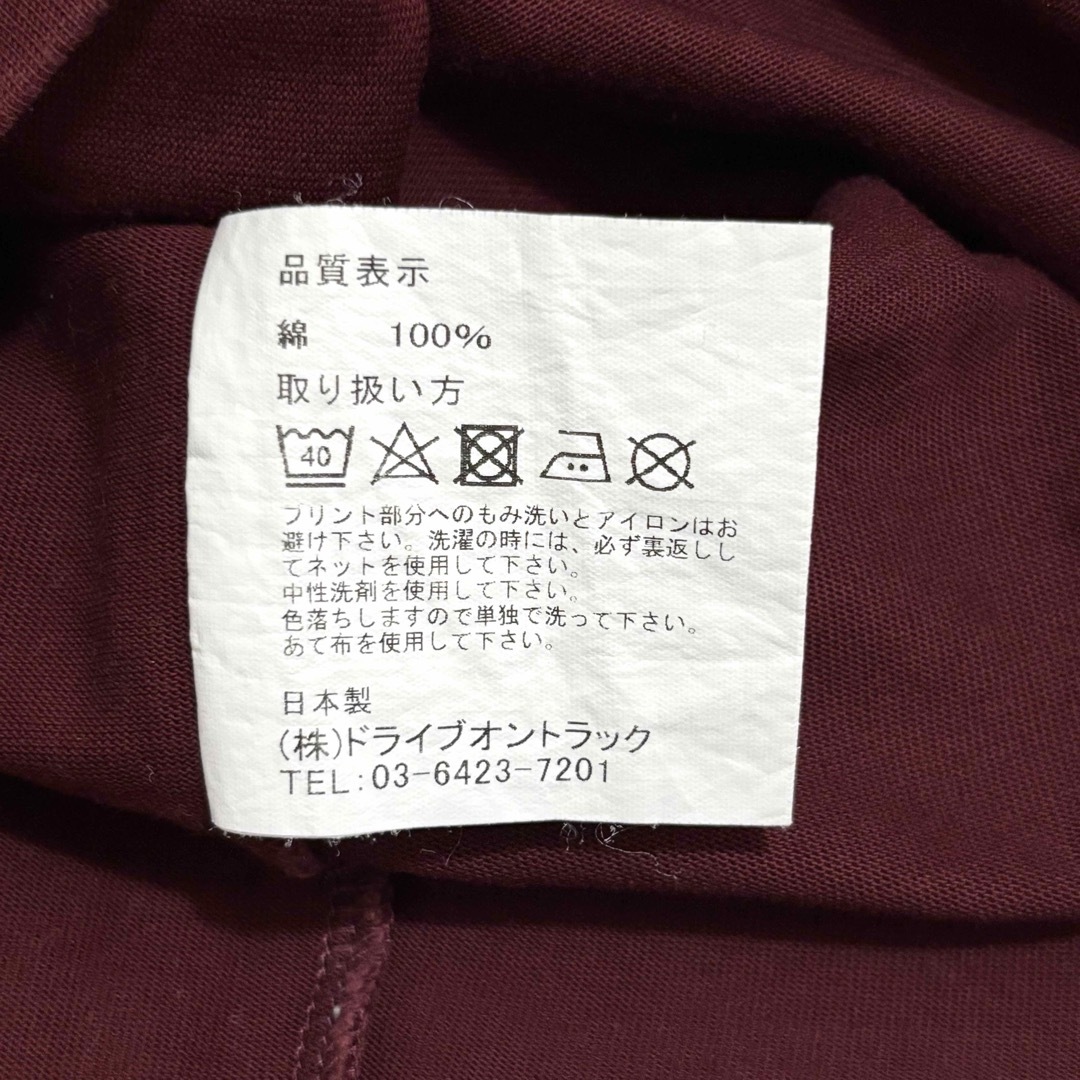 品質表示
綿 100%
取り扱い方
40
プリント部分へのもみ洗いとアイロンはお
避け下さい。洗濯の時には、必ず裏返しし
てネットを使用して下さい。
中性洗剤を使用して下さい。
色落ちしますので単独で洗って下さい。
あて布を使用して下さい。
日本製
(株)ドライブオントラック
TEL:03-6423-7201